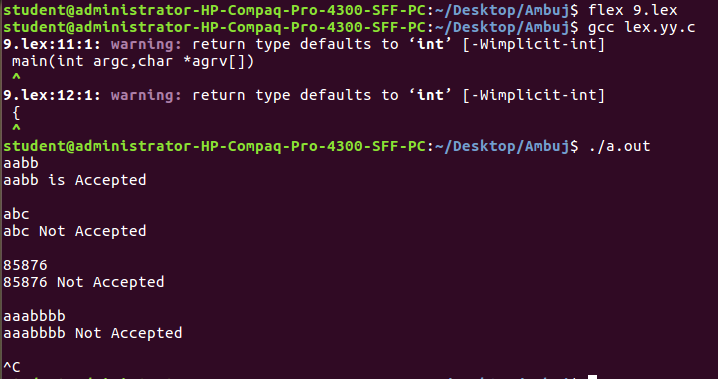 student@administrator-HP-Compaq-Pro-4300-SFF-PC:~/Desktop/Ambuj$ flex 9.lex
student@administrator-HP-Compaq-Pro-4300-SFF-PC:~/Desktop/Ambuj$ gcc lex.yy.c
9.lex:11:1: warning: return type defaults to ‘int’ [-Wimplicit-int]
 main(int argc,char *agrv[])
 ^
9.lex:12:1: warning: return type defaults to ‘int’ [-Wimplicit-int]
 {
 ^
student@administrator-HP-Compaq-Pro-4300-SFF-PC:~/Desktop/Ambuj$ ./a.out
aabb
aabb is Accepted
abc
abc Not Accepted
85876
85876 Not Accepted
aaabbbb
aaabbbb Not Accepted
^C